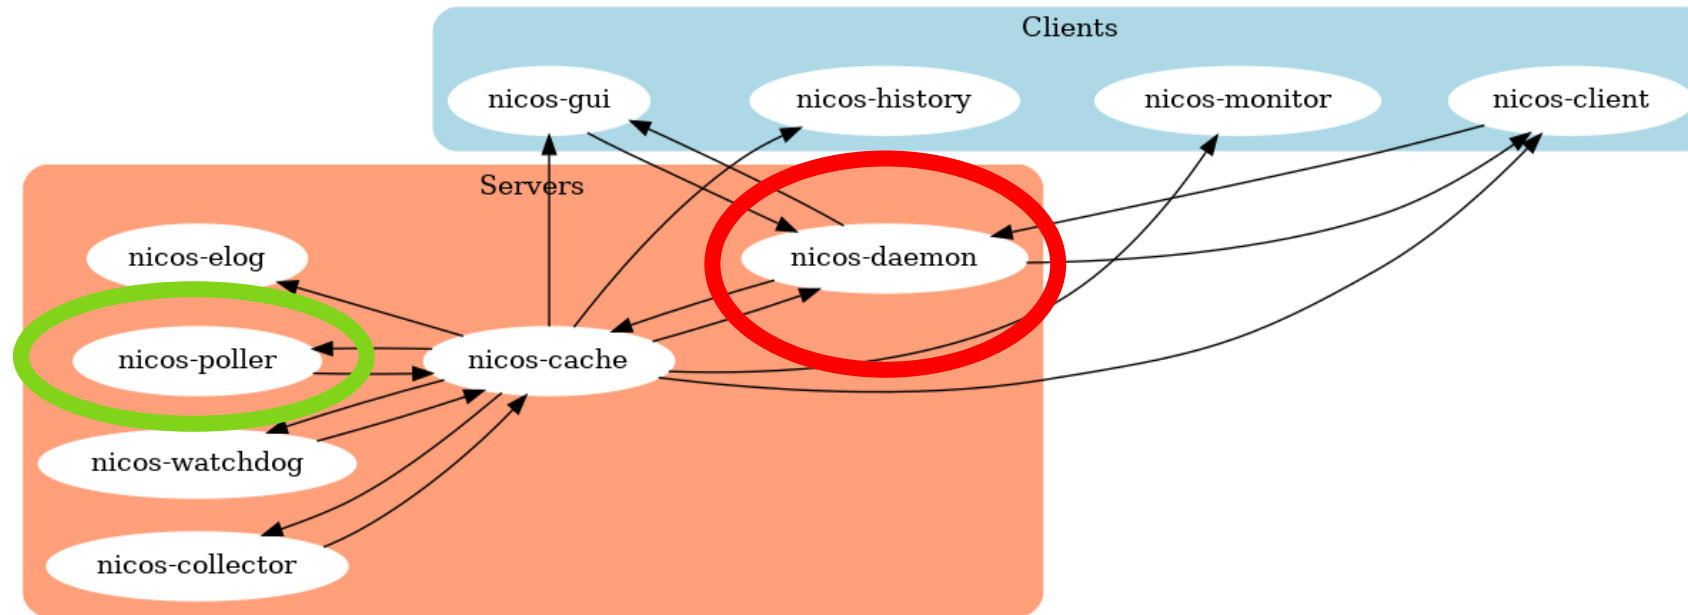 Clients
nicos-gui
nicos-history
nicos-monitor
nicos-client
Servers
nicos-elog
nicos-daemon
nicos-poller
nicos-cache
nicos-watchdog
nicos-collector